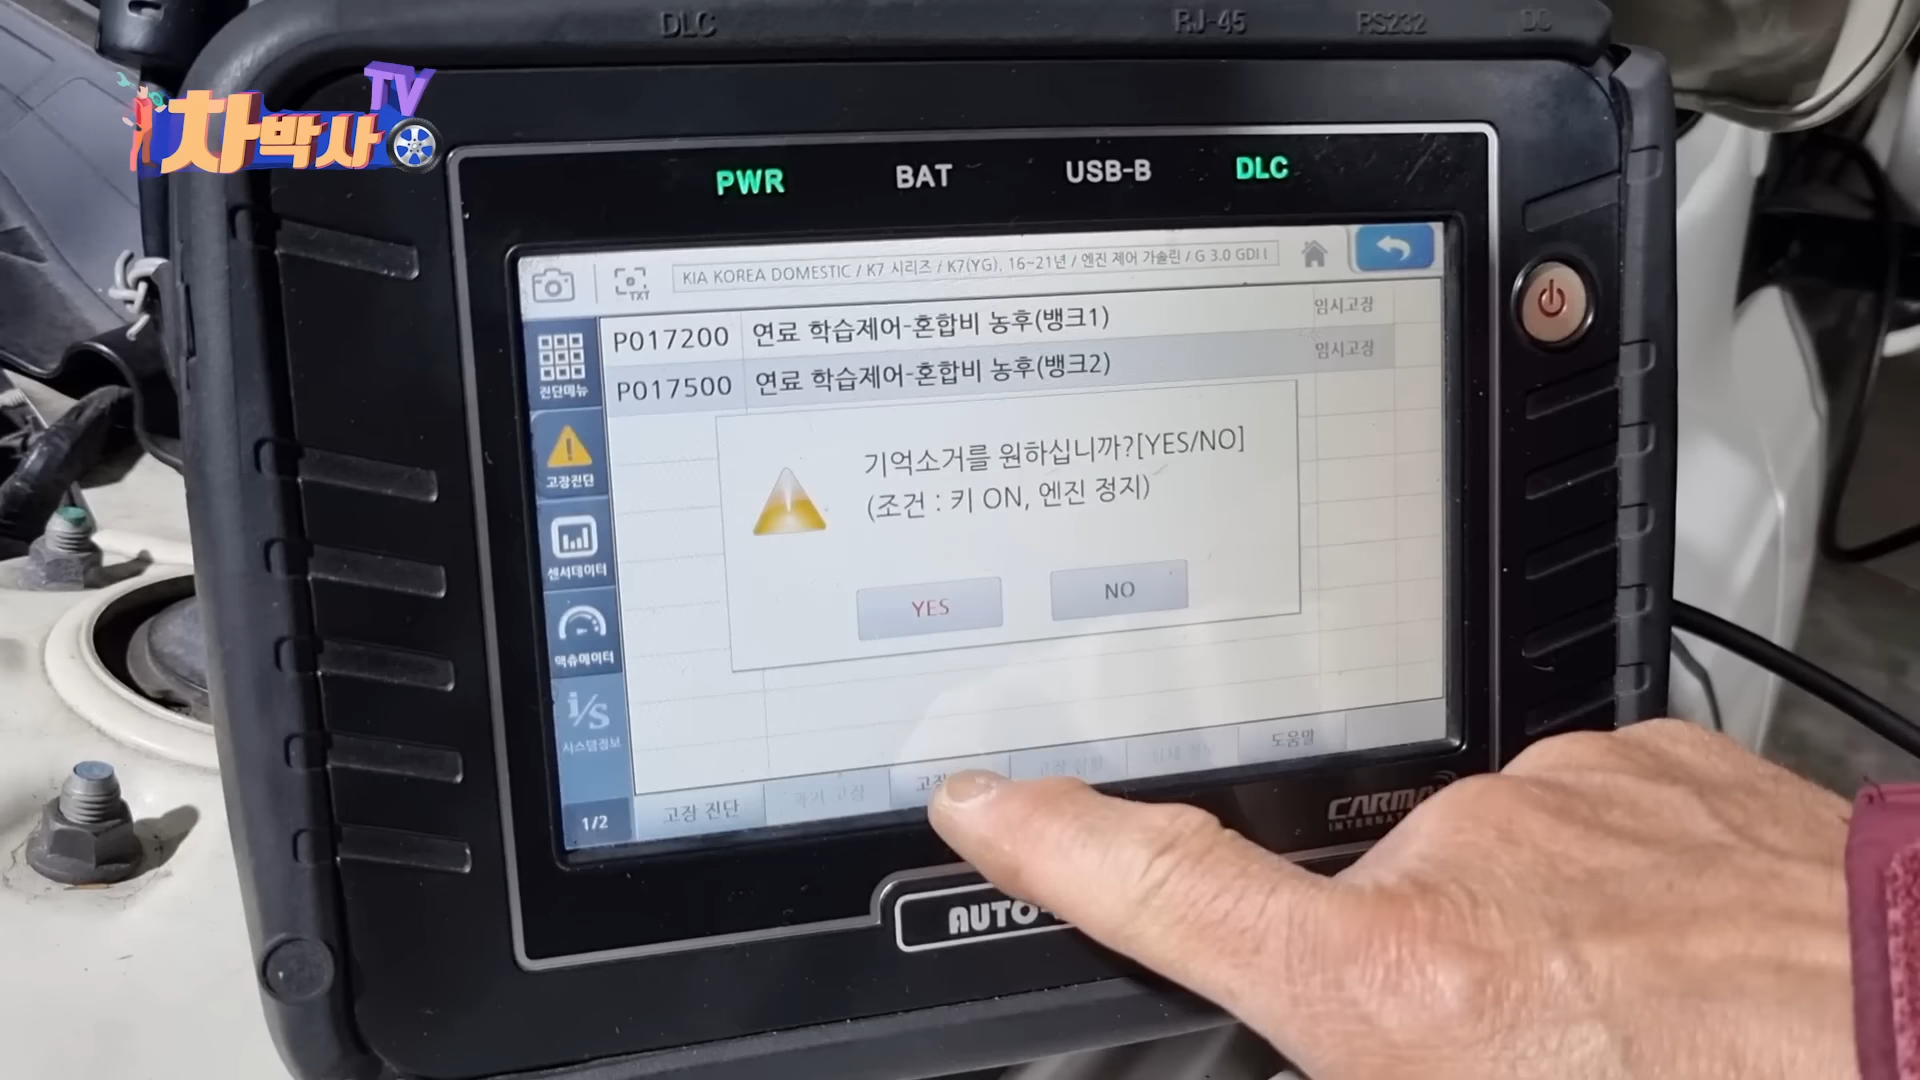 DLC RJ-45 RS232 DC
차박사TV
PWR BAT USB-B DLC
TXT
KIA KOREA DOMESTIC / K7 시리즈 / K7(YG). 16~21년 / 엔진 제어 가솔린 / G 3.0 GDI
진단메뉴
P017200 연료 학습제어-혼합비 농후(뱅크1) 임시고장
P017500 연료 학습제어-혼합비 농후(뱅크2) 임시고장
고장진단
기억소거를 원하십니까?[YES/NO]
(조건 : 키 ON, 엔진 정지)
센서데이터
YES NO
액츄에이터
i/s
시스템정보
1/2
고장 진단 과거 고장 고장 도움말
CARMA
INTERNAT
AUTO-